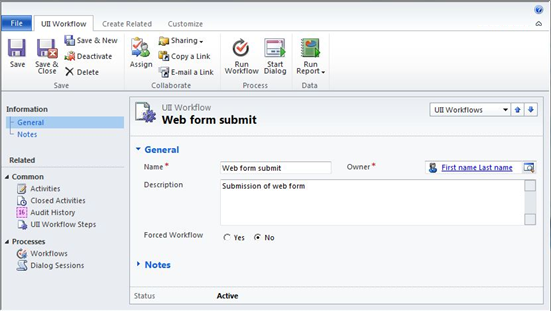 File UII Workflow Create Related Customize
Save
Save & Close
Save & New
Deactivate
Delete
Save
Assign
Sharing
Copy a Link
E-mail a Link
Collaborate
Run Workflow
Start Dialog
Process
Run Report
Data
Information
General
Notes
Related
Common
Activities
Closed Activities
16 Audit History
UII Workflow Steps
Processes
Workflows
Dialog Sessions
UII Workflow
Web form submit
UII Workflows
General
Name * Web form submit Owner * First name Last name
Description Submission of web form
Forced Workflow Yes No
Notes
Status Active